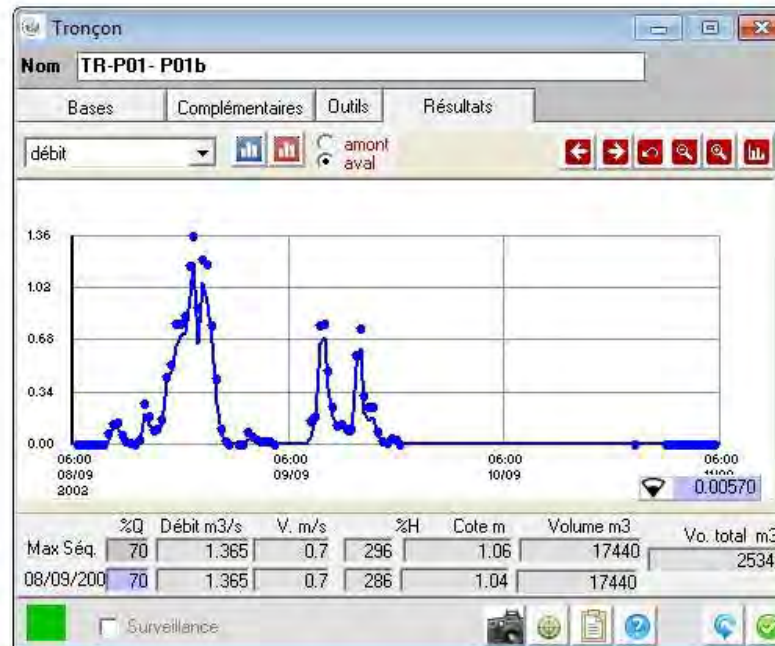 Tronçon
Nom TR-P01- P01b
Bases Complémentaires Outils Résultats
débit amont
aval
1.36
1.02
0.68
0.34
0.00
06:00 06:00 06:00 06:00
08/09 09/09 10/09
2002
0.00570
%Q Débit m3/s V. m/s %H Cote m Volume m3 Vo. total m3
Max Séq. 70 1.365 0.7 296 1.06 17440 2534
08/09/200 70 1.365 0.7 286 1.04 17440
Surveillance